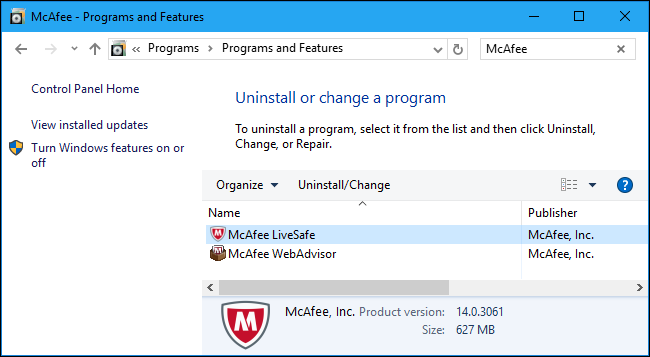 McAfee - Programs and Features
Programs Programs and Features
McAfee
Control Panel Home
Uninstall or change a program
View installed updates
To uninstall a program, select it from the list and then click Uninstall,
Change, or Repair.
Turn Windows features on or
off
Organize Uninstall/Change
Name Publisher
McAfee LiveSafe McAfee, Inc.
McAfee WebAdvisor McAfee, Inc.
McAfee, Inc. Product version: 14.0.3061
Size: 627 MB